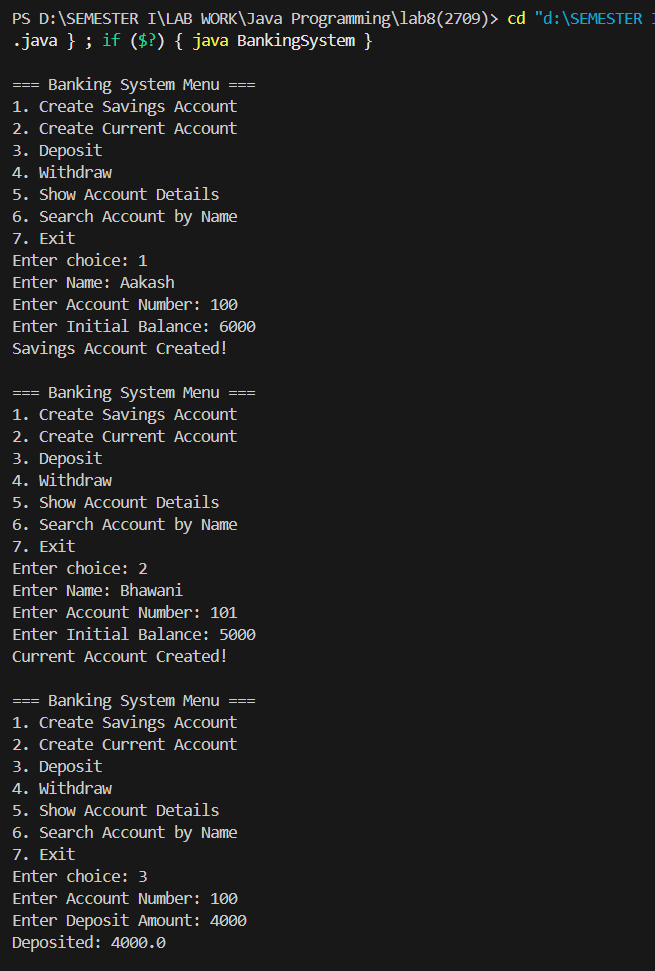 PS D:\SEMESTER I\LAB WORK\Java Programming\lab8(2709)> cd "d:\SEMESTER
.java } ; if ($?) { java BankingSystem }
=== Banking System Menu ===
1. Create Savings Account
2. Create Current Account
3. Deposit
4. Withdraw
5. Show Account Details
6. Search Account by Name
7. Exit
Enter choice: 1
Enter Name: Aakash
Enter Account Number: 100
Enter Initial Balance: 6000
Savings Account Created!
=== Banking System Menu ===
1. Create Savings Account
2. Create Current Account
3. Deposit
4. Withdraw
5. Show Account Details
6. Search Account by Name
7. Exit
Enter choice: 2
Enter Name: Bhawani
Enter Account Number: 101
Enter Initial Balance: 5000
Current Account Created!
=== Banking System Menu ===
1. Create Savings Account
2. Create Current Account
3. Deposit
4. Withdraw
5. Show Account Details
6. Search Account by Name
7. Exit
Enter choice: 3
Enter Account Number: 100
Enter Deposit Amount: 4000
Deposited: 4000.0